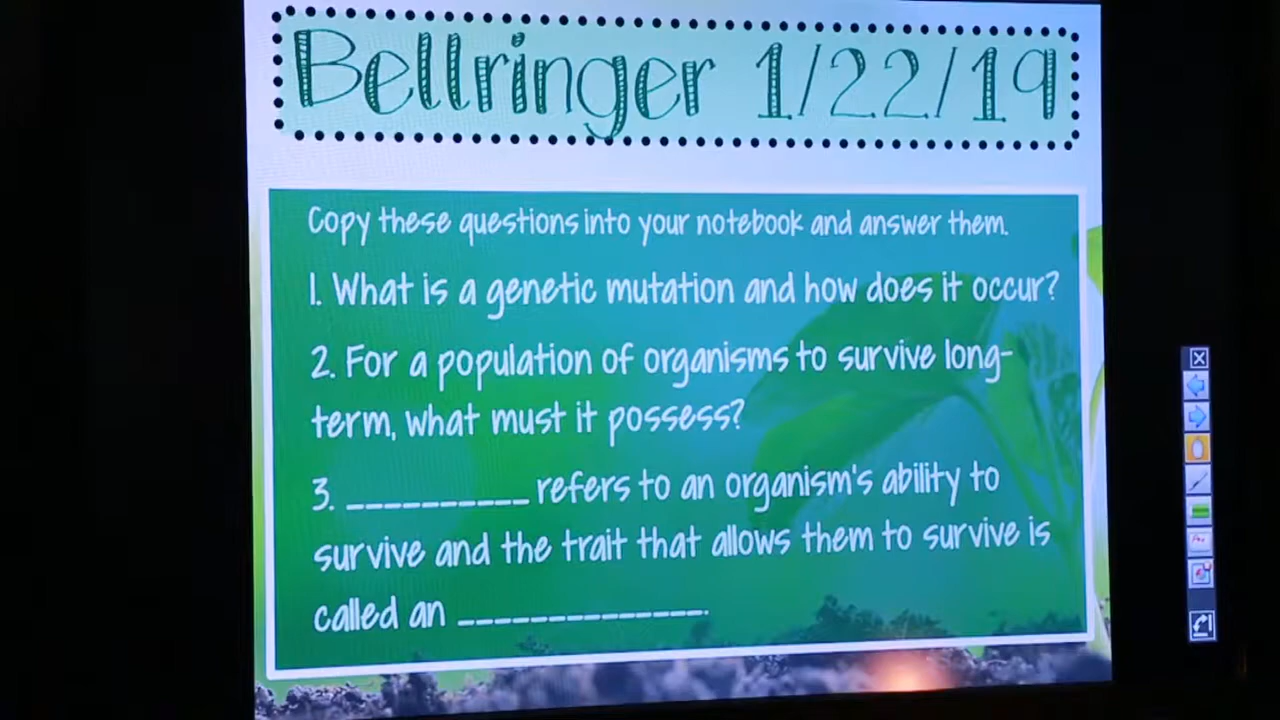 Bellringer 1/22/19
Copy these questions into your notebook and answer them.
1. What is a genetic mutation and how does it occur?
2. For a population of organisms to survive long-
term, what must it possess?
3. __________ refers to an organism's ability to
survive and the trait that allows them to survive is
called an ______________.